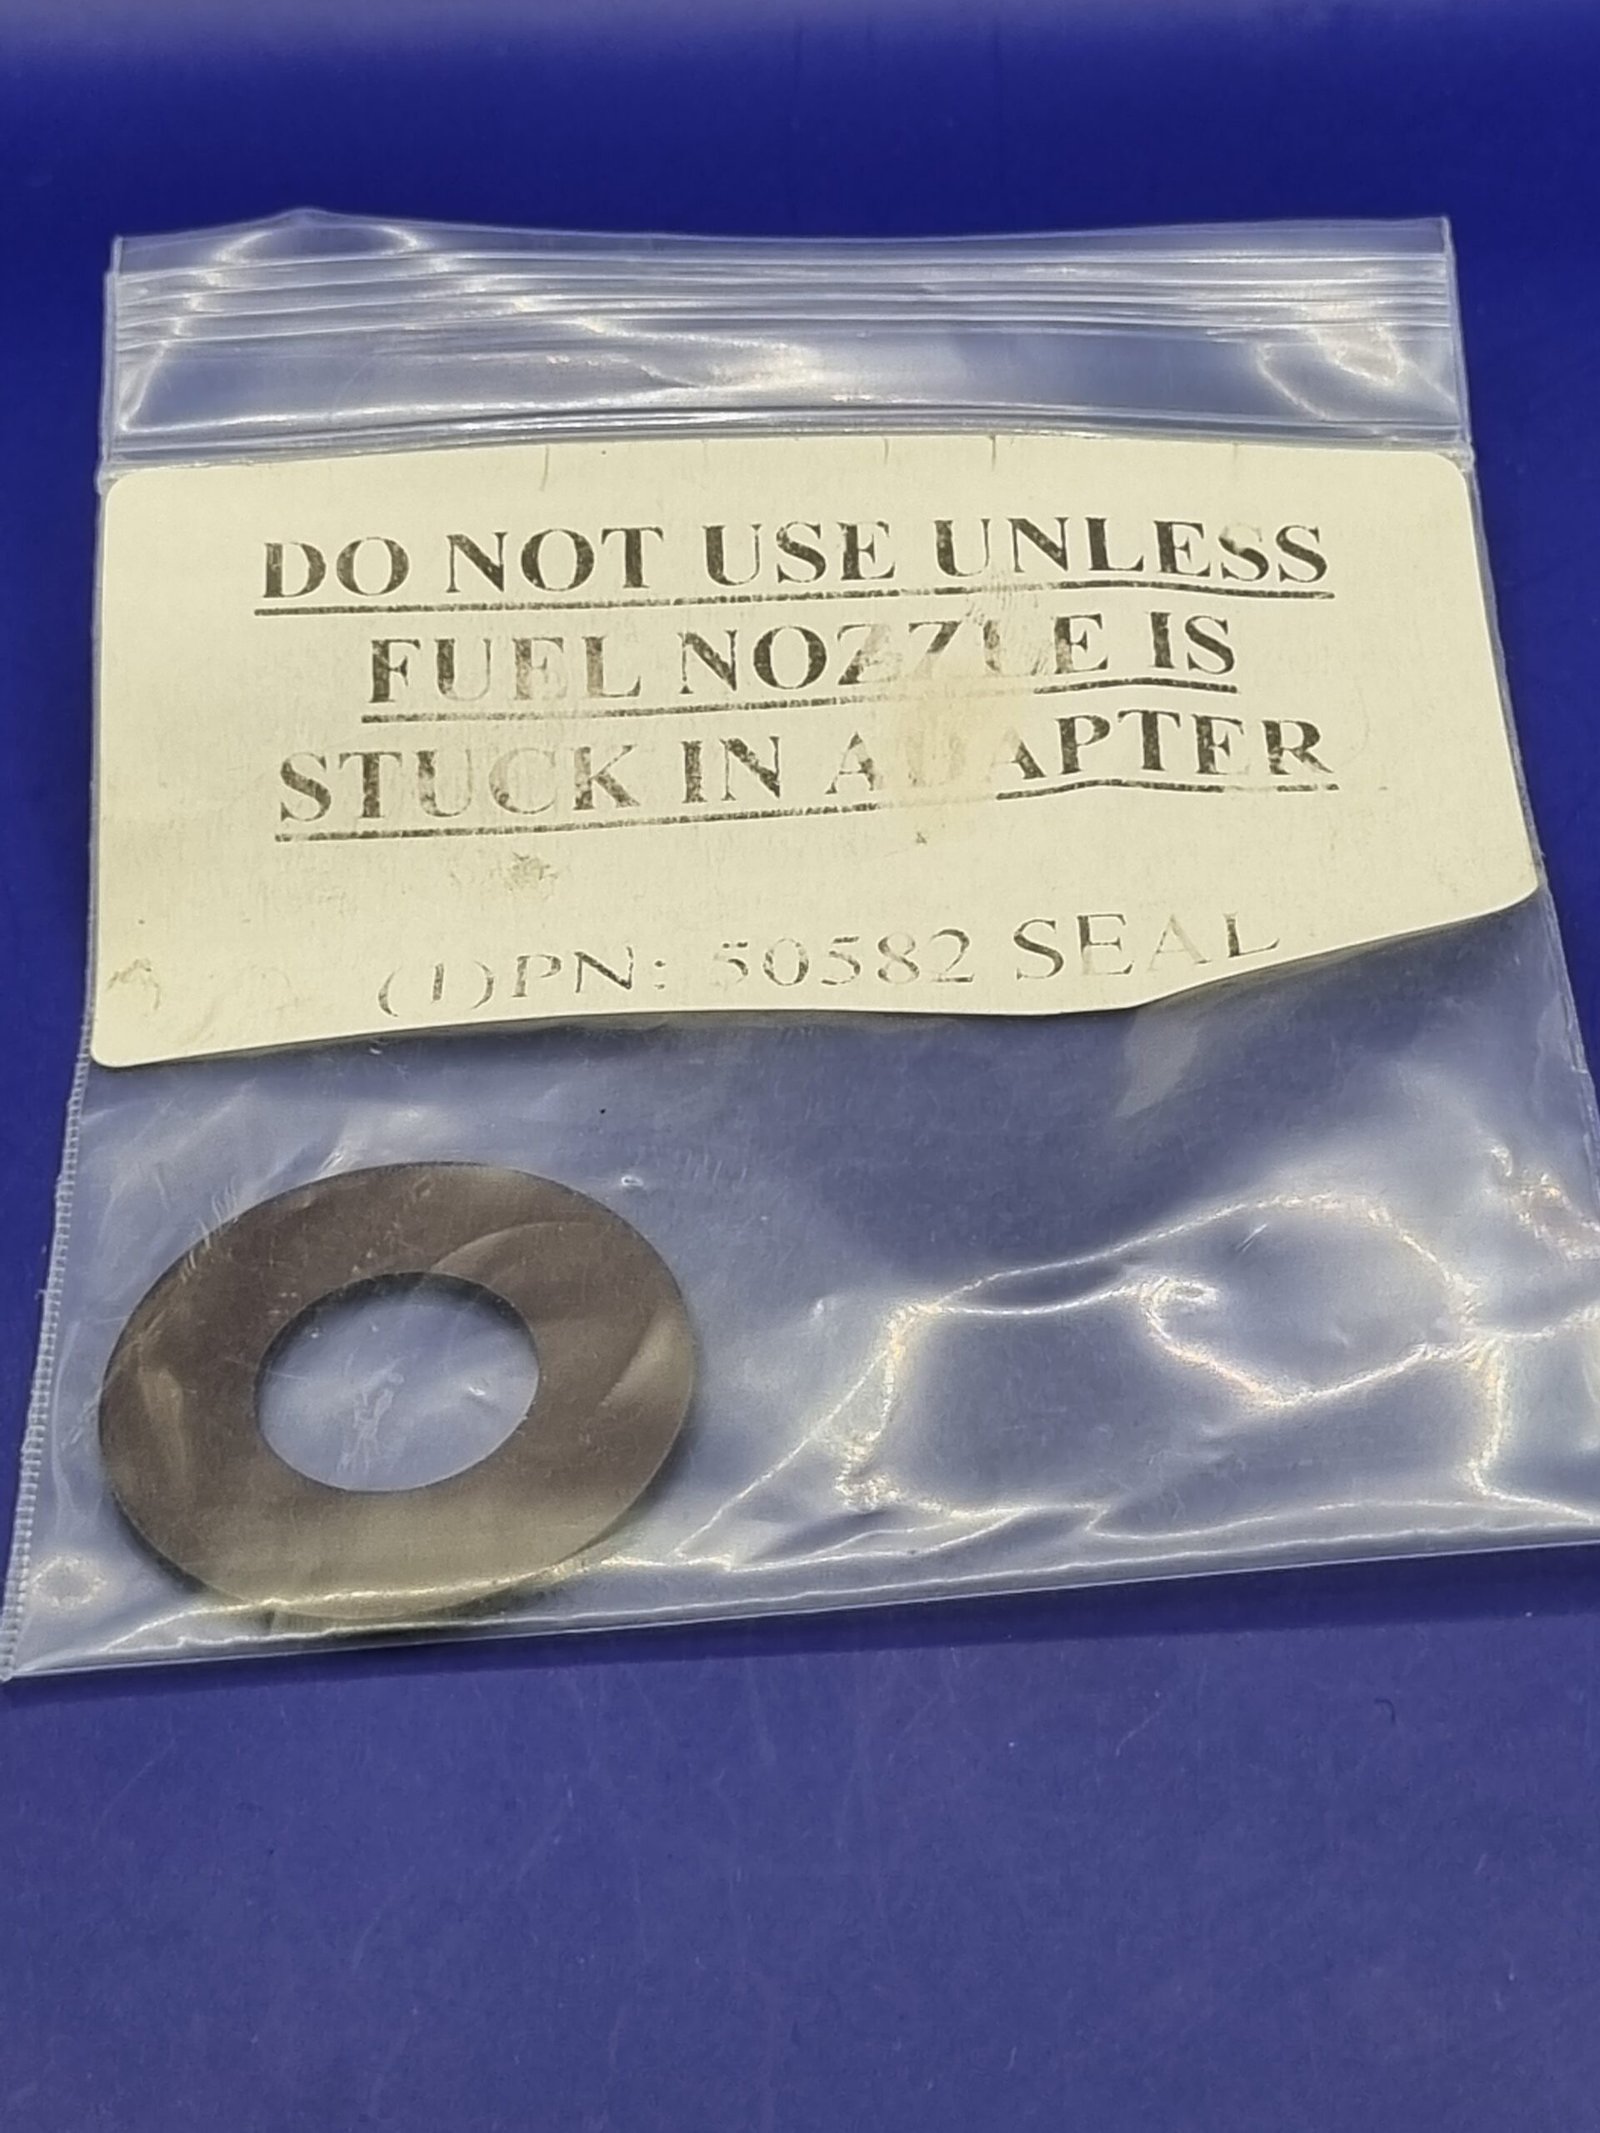 DO NOT USE UNLESS
FUEL NOZZLE IS
STUCK IN ADAPTER
(1)PN: 50582 SEAL